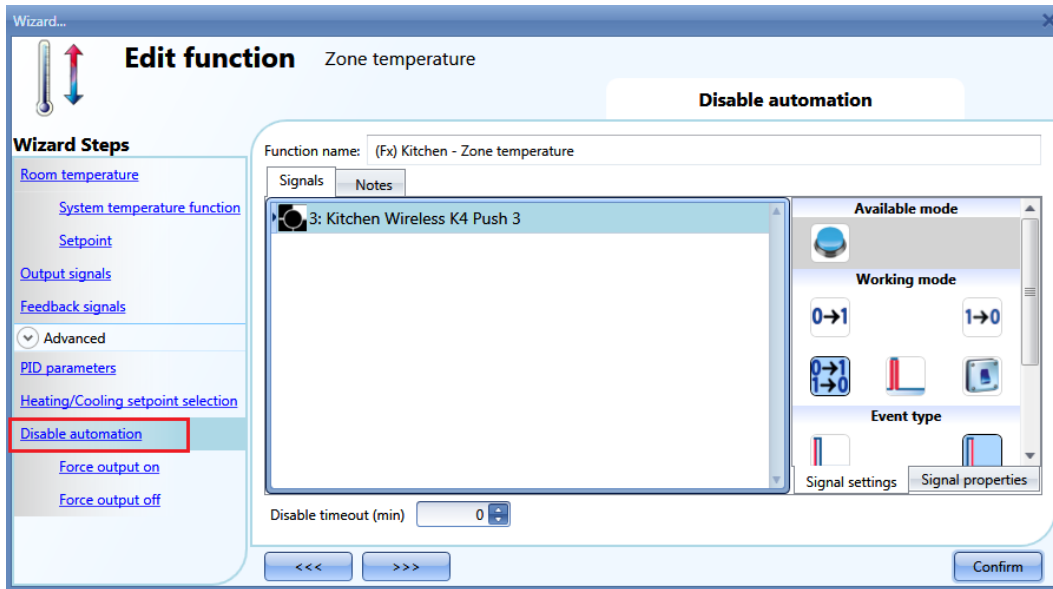 Wizard...
Edit function Zone temperature
Disable automation
Wizard Steps
Room temperature
System temperature function
Setpoint
Output signals
Feedback signals
Advanced
PID parameters
Heating/Cooling setpoint selection
Disable automation
Force output on
Force output off
Function name: (Fx) Kitchen - Zone temperature
Signals Notes
3: Kitchen Wireless K4 Push 3
Available mode
Working mode
0→1 1→0
0→1
1→0
Event type
Signal settings Signal properties
Disable timeout (min) 0
<<< >>> Confirm